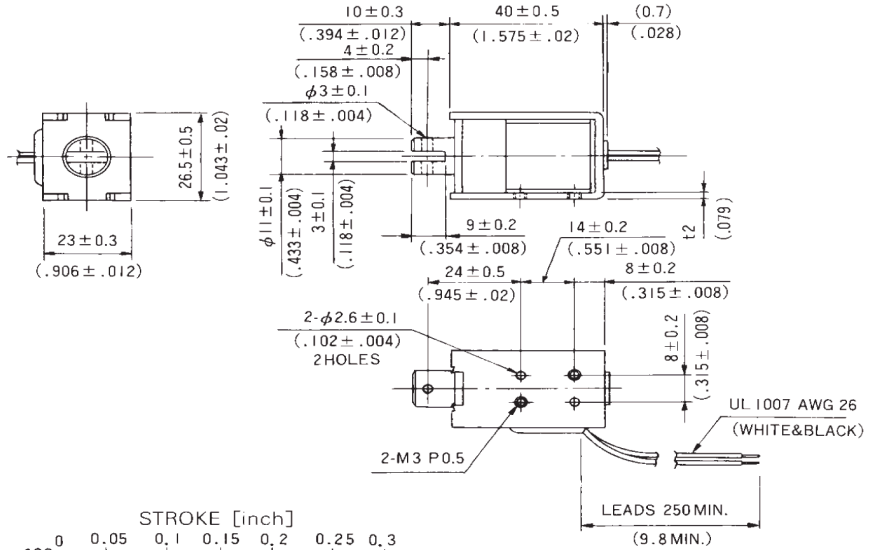 10±0.3
(.394±.012)
40±0.5
(1.575±.02)
(0.7)
(.028)
4±0.2
(.158±.008)
φ3±0.1
(.118±.004)
26.5±0.5
(1.043±.02)
23±0.3
(.906±.012)
φ11±0.1
(.433±.004)
3±0.1
(.118±.004)
9±0.2
(.354±.008)
14±0.2
(.551±.008)
t2
(.079)
24±0.5
(.945±.02)
8±0.2
(.315±.008)
2-φ2.6±0.1
(.102±.004)
2HOLES
8±0.2
(.315±.008)
UL 1007 AWG 26
(WHITE&BLACK)
2-M3 P0.5
LEADS 250MIN.
(9.8MIN.)
STROKE [inch]
0 0.05 0.1 0.15 0.2 0.25 0.3